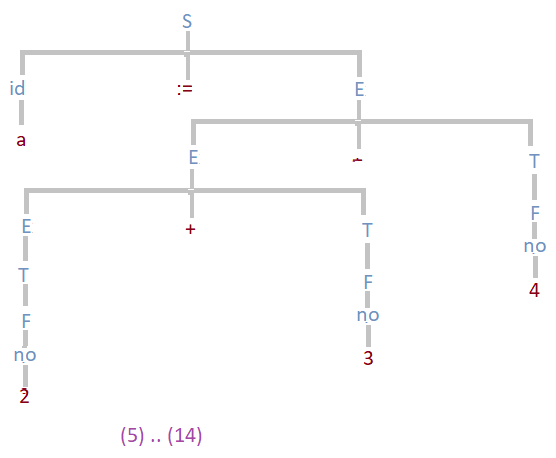 S
id := E
a
E - T
E + T F
no
T F 4
F no
no 3
2
(5) .. (14)